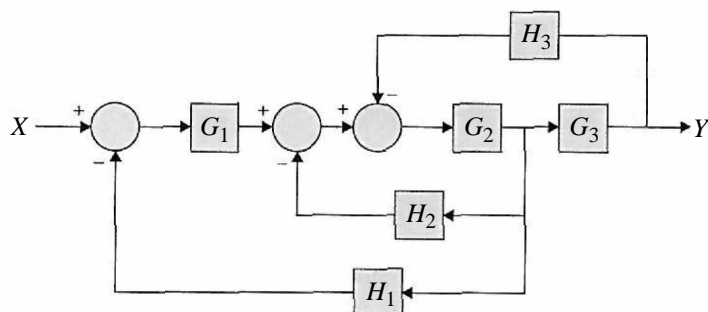 H3
−
X + G1 + + G2 G3 Y
− −
H2
H1